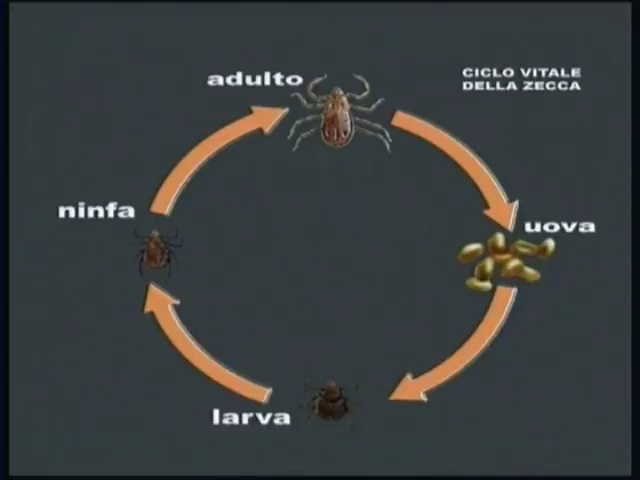 adulto
CICLO VITALE
DELLA ZECCA
ninfa
uova
larva